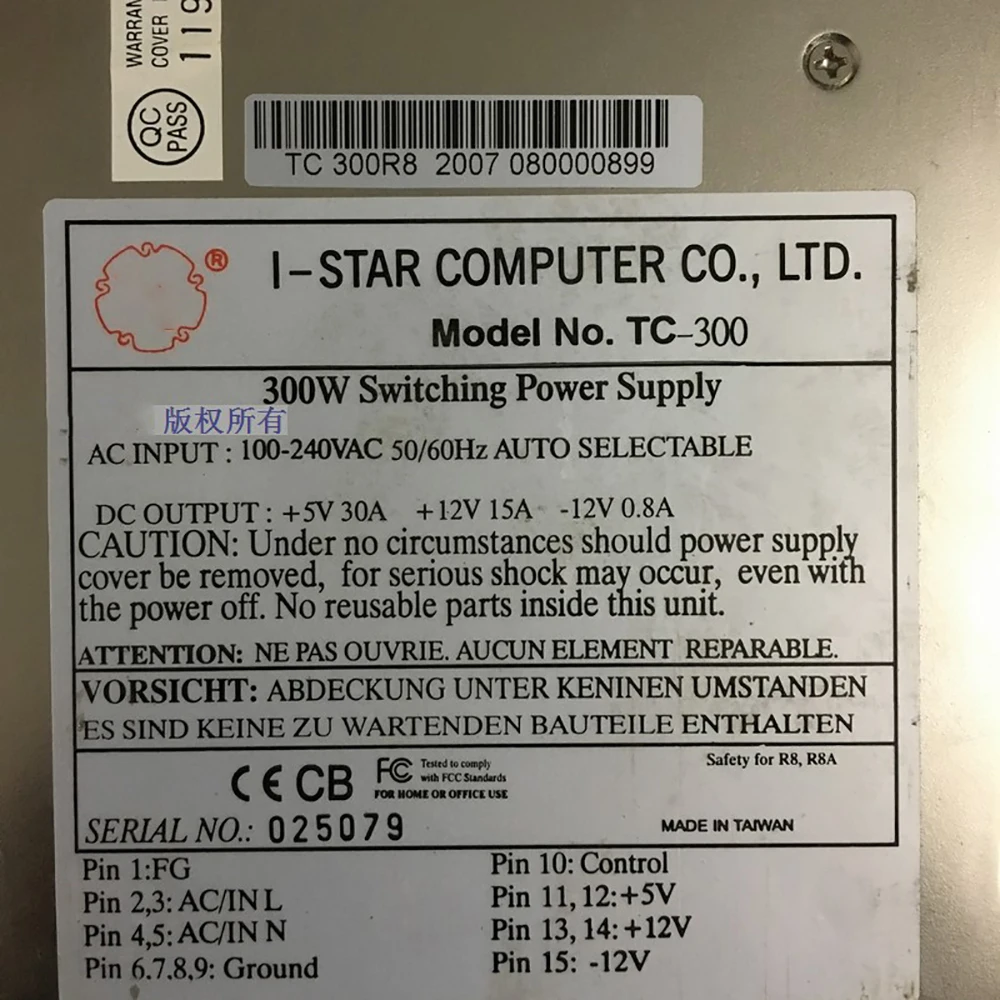 WARRAN
COVER
119
QC
PASS
TC 300R8 2007 080000899
®
I-STAR COMPUTER CO., LTD.
Model No. TC-300
300W Switching Power Supply
版权所有
AC INPUT : 100-240VAC 50/60Hz AUTO SELECTABLE
DC OUTPUT : +5V 30A +12V 15A -12V 0.8A
CAUTION: Under no circumstances should power supply
cover be removed, for serious shock may occur, even with
the power off. No reusable parts inside this unit.
ATTENTION: NE PAS OUVRIE. AUCUN ELEMENT REPARABLE.
VORSICHT: ABDECKUNG UNTER KENINEN UMSTANDEN
ES SIND KEINE ZU WARTENDEN BAUTEILE ENTHALTEN
Safety for R8, R8A
CE CB FC Tested to comply
with FCC Standards
FOR HOME OR OFFICE USE
SERIAL NO.: 025079
MADE IN TAIWAN
Pin 1:FG
Pin 2,3: AC/IN L
Pin 4,5: AC/IN N
Pin 6.7,8,9: Ground
Pin 10: Control
Pin 11, 12:+5V
Pin 13, 14: +12V
Pin 15: -12V